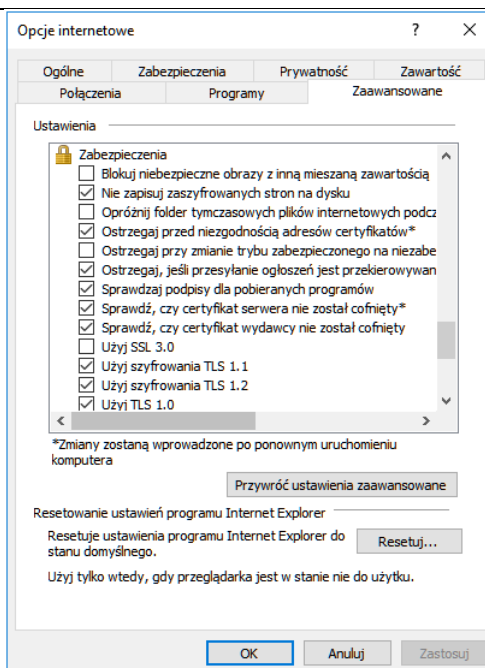 Opcje internetowe ? ×
Ogólne Zabezpieczenia Prywatność Zawartość
Połączenia Programy Zaawansowane
Ustawienia
Zabezpieczenia
Blokuj niebezpieczne obrazy z inną mieszaną zawartością
Nie zapisuj zaszyfrowanych stron na dysku
Opróżnij folder tymczasowych plików internetowych podcz
Ostrzegaj przed niezgodnością adresów certyfikatów*
Ostrzegaj przy zmianie trybu zabezpieczonego na niezabe
Ostrzegaj, jeśli przesyłanie ogłoszeń jest przekierowywan
Sprawdzaj podpisy dla pobieranych programów
Sprawdź, czy certyfikat serwera nie został cofnięty*
Sprawdź, czy certyfikat wydawcy nie został cofnięty
Użyj SSL 3.0
Użyj szyfrowania TLS 1.1
Użyj szyfrowania TLS 1.2
Użyj TLS 1.0
*Zmiany zostaną wprowadzone po ponownym uruchomieniu
komputera
Przywróć ustawienia zaawansowane
Resetowanie ustawień programu Internet Explorer
Resetuje ustawienia programu Internet Explorer do
stanu domyślnego.
Resetuj...
Użyj tylko wtedy, gdy przeglądarka jest w stanie nie do użytku.
OK Anuluj Zastosuj